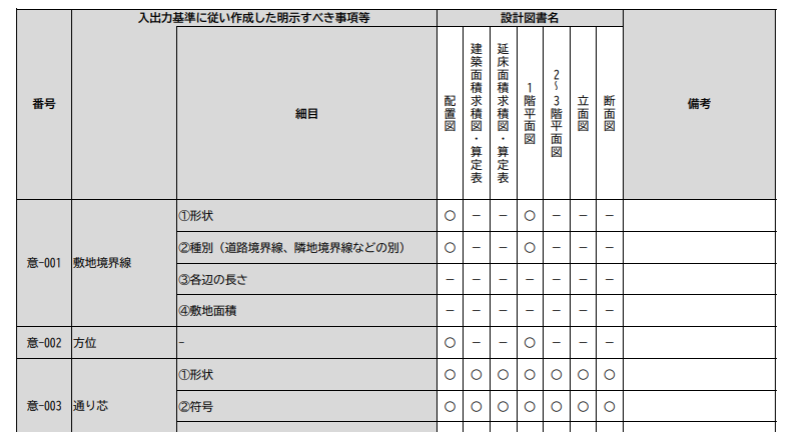 番号 入出力基準に従い作成した明示すべき事項等 設計図書名 備考
細目 配置図 建築面積求積図・算定表 延床面積求積図・算定表 1階平面図 2~3階平面図 立面図 断面図
意-001 敷地境界線 ①形状 ○ − − ○ − − −
②種別（道路境界線、隣地境界線などの別） ○ − − ○ − − −
③各辺の長さ − − − − − − −
④敷地面積 − − − − − − −
意-002 方位 - ○ − − ○ − − −
意-003 通り芯 ①形状 ○ ○ ○ ○ ○ ○ ○
②符号 ○ ○ ○ ○ ○ ○ ○